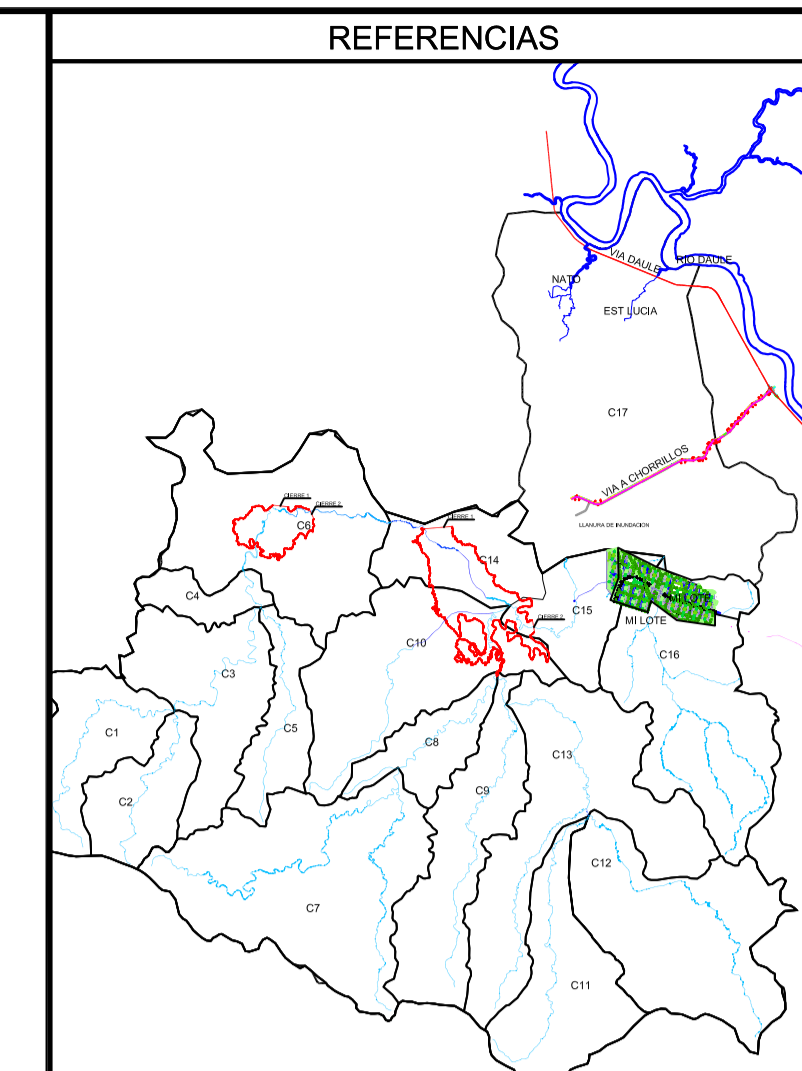 REFERENCIAS
VIA DAULE
RIO DAULE
NATO
EST LUCIA
C17
VIA A CHORRILLOS
LLANURA DE INUNDACION
CIERRE 1
CIERRE 2
C6
CIERRE 1
C14
C4
MI LOTE
C15
CIERRE 2
MI LOTE
C10
C16
C3
C1
C5
C8
C13
C9
C2
C12
C7
C11